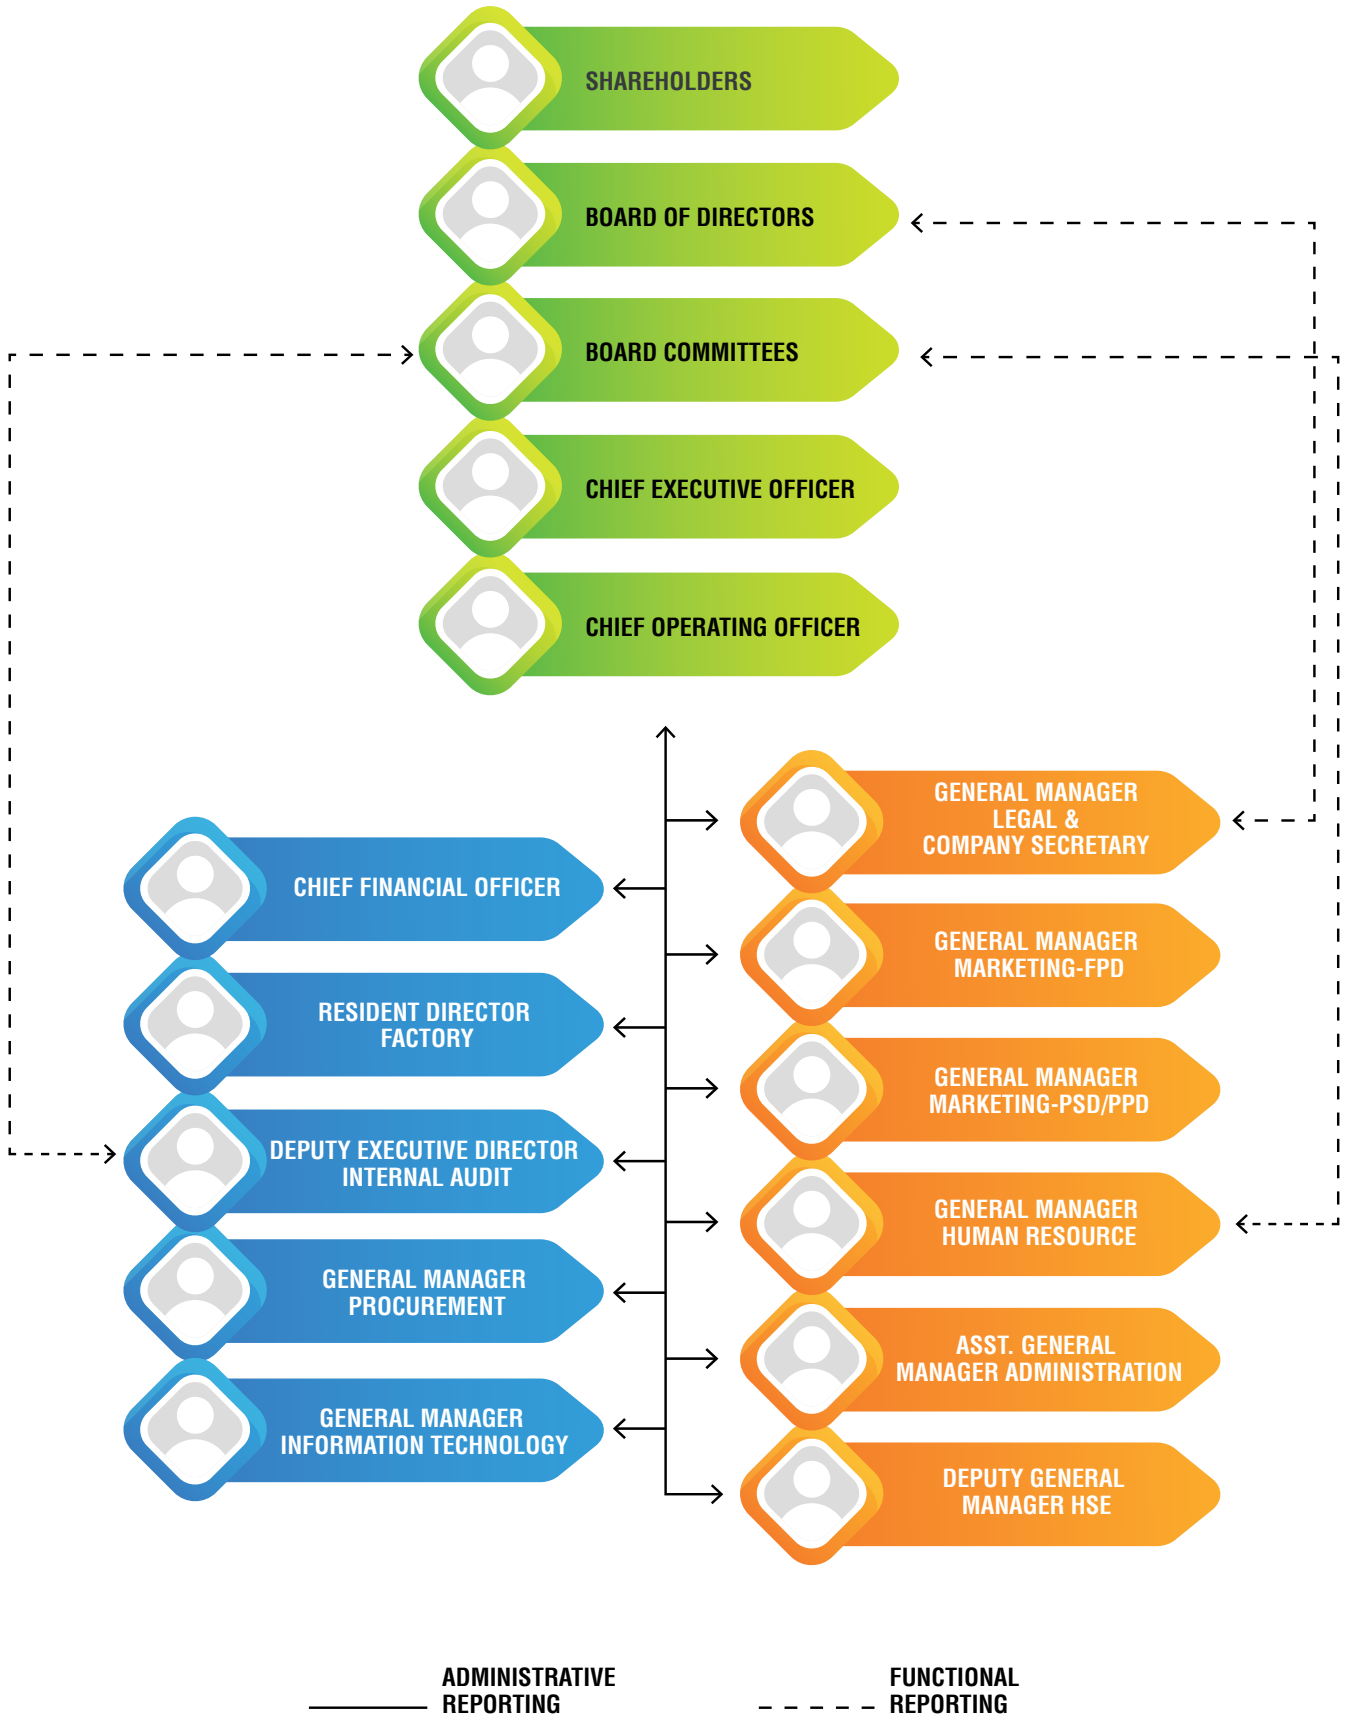 SHAREHOLDERS
BOARD OF DIRECTORS
BOARD COMMITTEES
CHIEF EXECUTIVE OFFICER
CHIEF OPERATING OFFICER
CHIEF FINANCIAL OFFICER
RESIDENT DIRECTOR
FACTORY
DEPUTY EXECUTIVE DIRECTOR
INTERNAL AUDIT
GENERAL MANAGER
PROCUREMENT
GENERAL MANAGER
INFORMATION TECHNOLOGY
GENERAL MANAGER
LEGAL &
COMPANY SECRETARY
GENERAL MANAGER
MARKETING-FPD
GENERAL MANAGER
MARKETING-PSD/PPD
GENERAL MANAGER
HUMAN RESOURCE
ASST. GENERAL
MANAGER ADMINISTRATION
DEPUTY GENERAL
MANAGER HSE
ADMINISTRATIVE
REPORTING
FUNCTIONAL
REPORTING